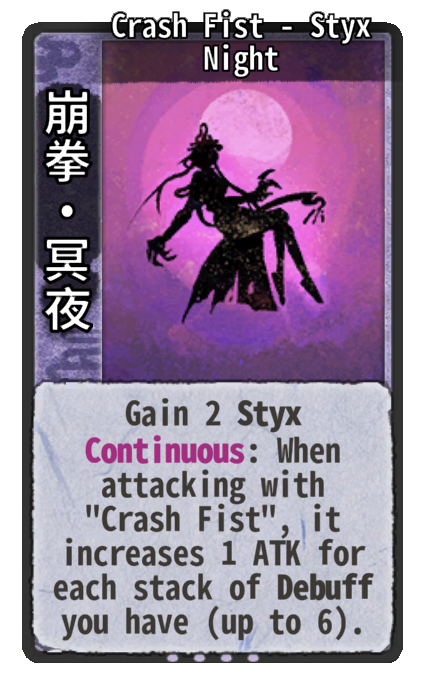 Crash Fist - Styx
Night
崩拳・冥夜
Gain 2 Styx
Continuous: When
attacking with
"Crash Fist", it
increases 1 ATK for
each stack of Debuff
you have (up to 6).